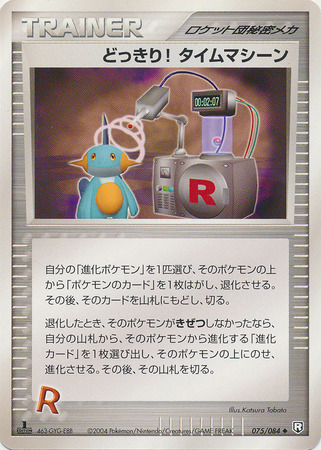 TRAINER
ロケット団秘密メカ
どっきり! タイムマシーン
00:02:07
R
自分の「進化ポケモン」を1匹選び、そのポケモンの上
から「ポケモンのカード」を1枚はがし、退化させる。
その後、そのカードを山札にもどし、切る。
退化したとき、そのポケモンがきぜつしなかったなら、
自分の山札から、そのポケモンから進化する「進化
カード」を1枚選び出し、そのポケモンの上にのせ、
進化させる。その後、山札を切る。
R
Illus.Katsura Tabata
1
463-GYG-EBB
©2004 Pokémon/Nintendo/Creatures/GAME FREAK
075/084 ◆
R